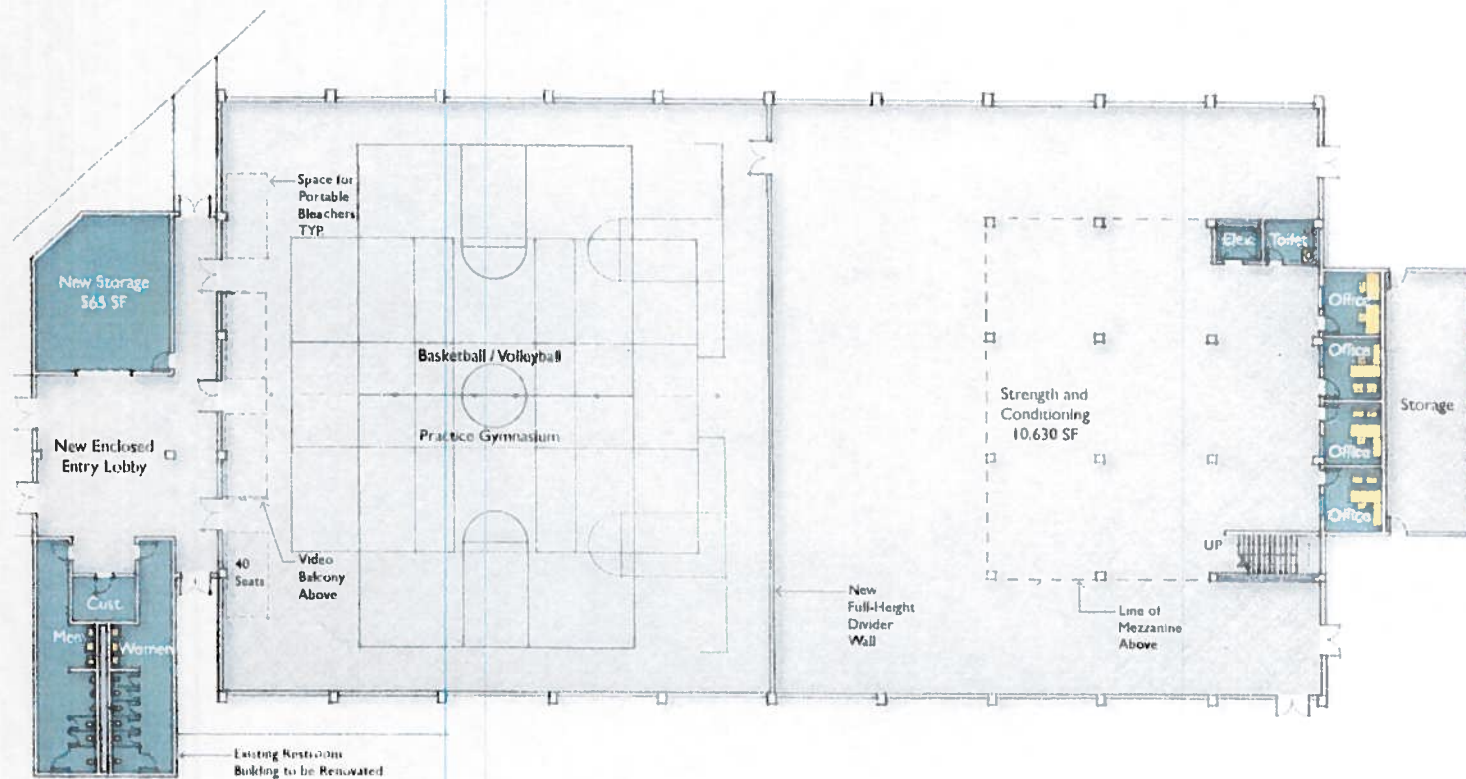 Space for
Portable
Bleachers
TYP.
New Storage
565 SF
Elev.
Toilet
Office
Office
Office
Office
Storage
Basketball / Volleyball
Practice Gymnasium
Strength and
Conditioning
10,630 SF
New Enclosed
Entry Lobby
UP
40
Seats
Video
Balcony
Above
Cust.
Men
Women
New
Full-Height
Divider
Wall
Line of
Mezzanine
Above
Existing Restroom
Building to be Renovated